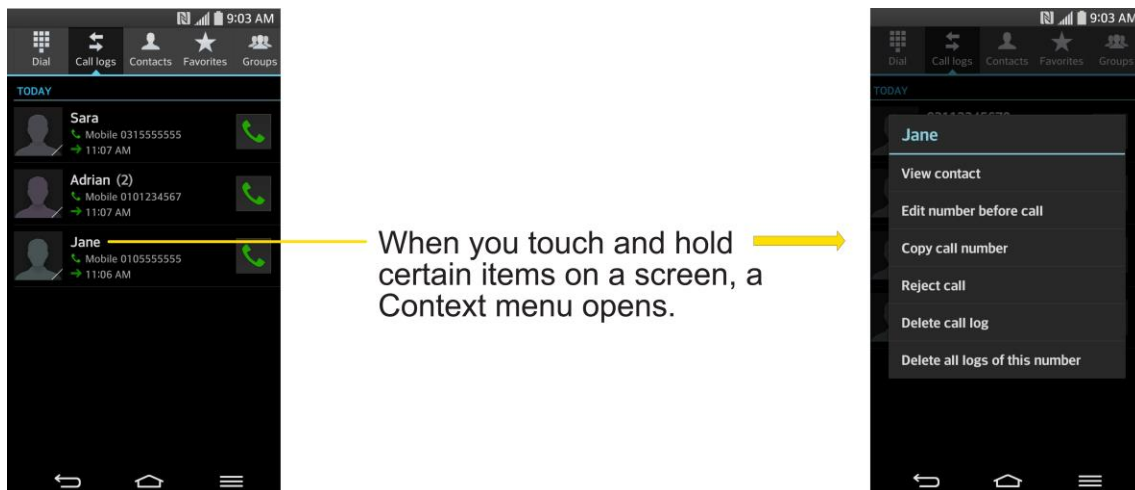 9:03 AM
Dial Call logs Contacts Favorites Groups
TODAY
Sara
Mobile 0315555555
11:07 AM
Adrian (2)
Mobile 0101234567
11:07 AM
Jane
Mobile 0105555555
11:06 AM
When you touch and hold
certain items on a screen, a
Context menu opens.
9:03 AM
Dial Call logs Contacts Favorites Groups
TODAY
Jane
View contact
Edit number before call
Copy call number
Reject call
Delete call log
Delete all logs of this number